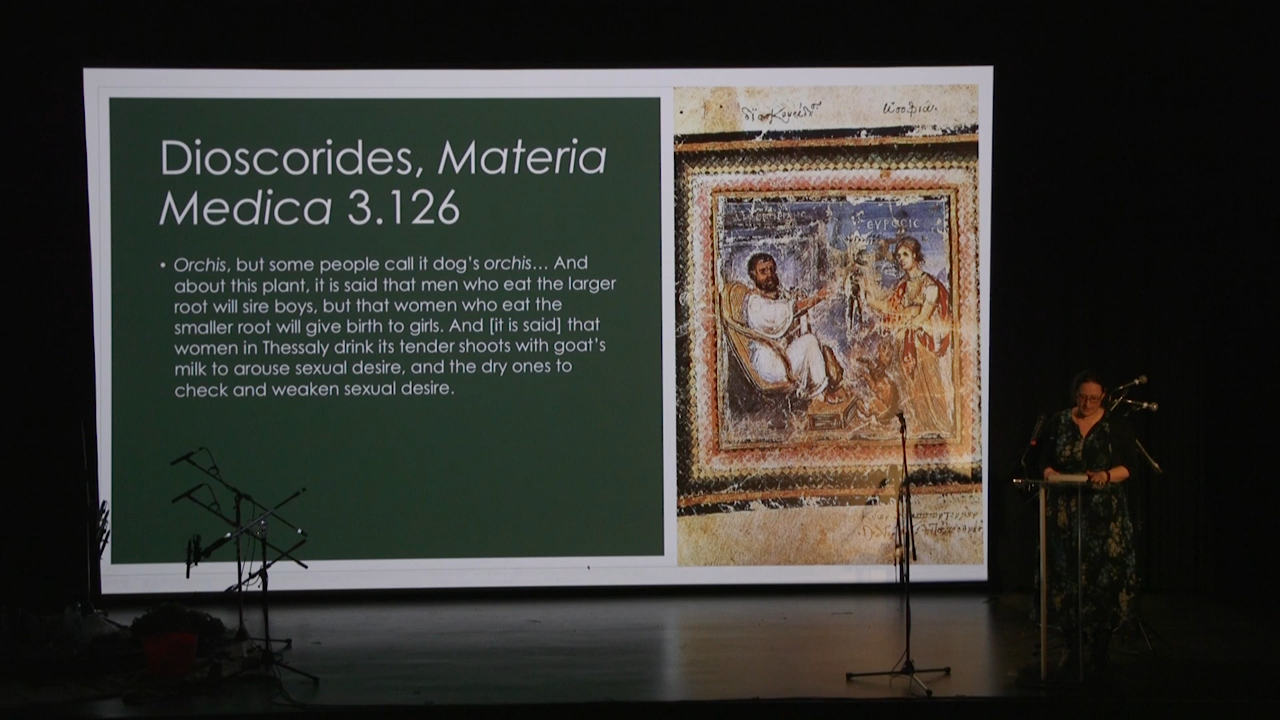 Dioscorides, Materia
Medica 3.126
• Orchis, but some people call it dog's orchis… And
about this plant, it is said that men who eat the larger
root will sire boys, but that women who eat the
smaller root will give birth to girls. And [it is said] that
women in Thessaly drink its tender shoots with goat's
milk to arouse sexual desire, and the dry ones to
check and weaken sexual desire.
ΕΥΡΕCΙC